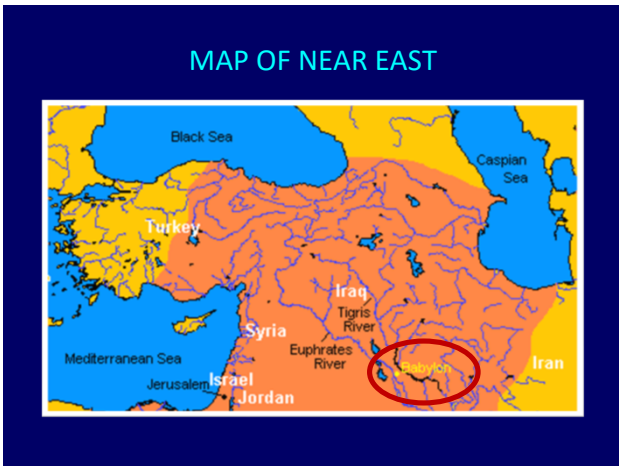 MAP OF NEAR EAST
Black Sea
Caspian
Sea
Turkey
Iraq
Tigris
River
Syria
Euphrates
River
Mediterranean Sea
Babylon
Iran
Jerusalem
Israel
Jordan